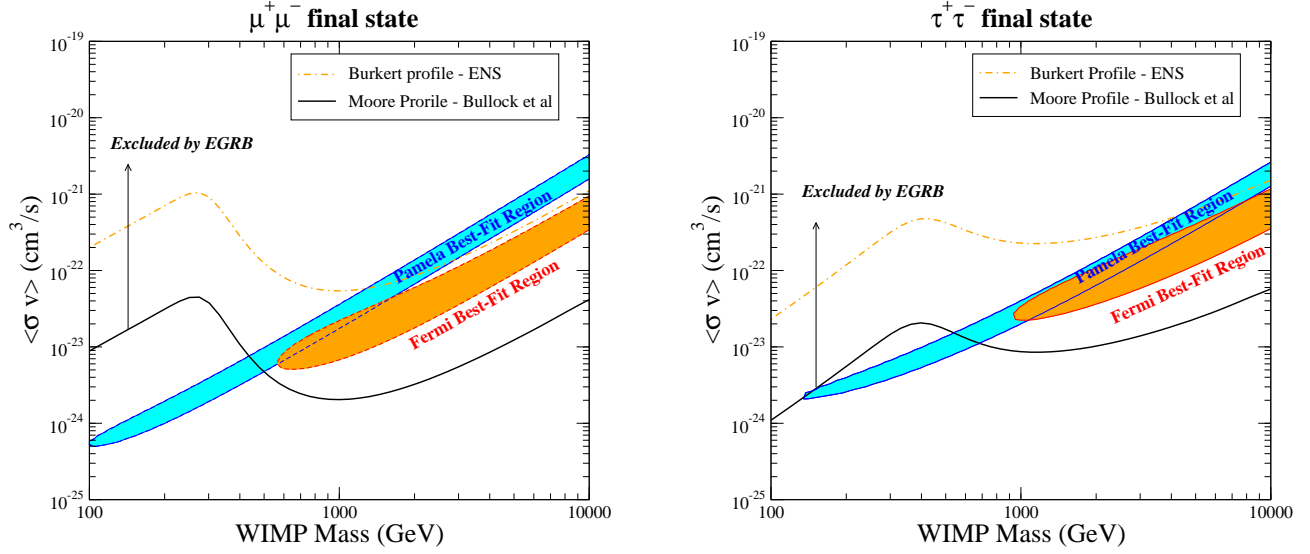 μ⁺μ⁻ final state
10⁻¹⁹
10⁻²⁰
10⁻²¹
10⁻²²
10⁻²³
10⁻²⁴
10⁻²⁵
<σ v> (cm³/s)
Burkert profile - ENS
Moore Prorile - Bullock et al
Excluded by EGRB
Pamela Best-Fit Region
Fermi Best-Fit Region
100 1000 10000
WIMP Mass (GeV)
τ⁺τ⁻ final state
10⁻¹⁹
10⁻²⁰
10⁻²¹
10⁻²²
10⁻²³
10⁻²⁴
10⁻²⁵
<σ v> (cm³/s)
Burkert Profile - ENS
Moore Profile - Bullock et al
Excluded by EGRB
Pamela Best-Fit Region
Fermi Best-Fit Region
100 1000 10000
WIMP Mass (GeV)